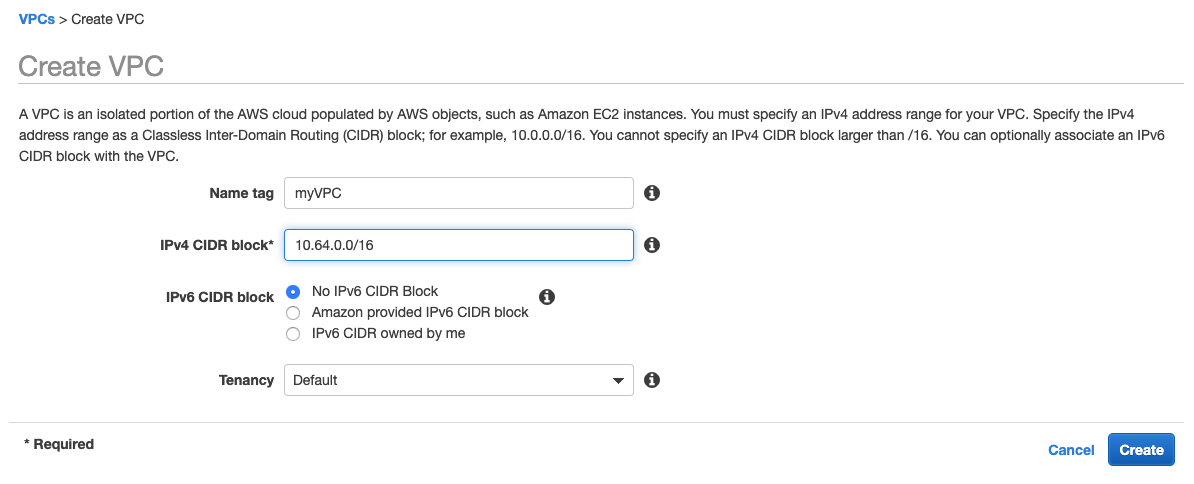 VPCs > Create VPC
Create VPC
A VPC is an isolated portion of the AWS cloud populated by AWS objects, such as Amazon EC2 instances. You must specify an IPv4 address range for your VPC. Specify the IPv4
address range as a Classless Inter-Domain Routing (CIDR) block; for example, 10.0.0.0/16. You cannot specify an IPv4 CIDR block larger than /16. You can optionally associate an IPv6
CIDR block with the VPC.
Name tag myVPC
IPv4 CIDR block* 10.64.0.0/16
IPv6 CIDR block No IPv6 CIDR Block
Amazon provided IPv6 CIDR block
IPv6 CIDR owned by me
Tenancy Default
* Required
Cancel Create